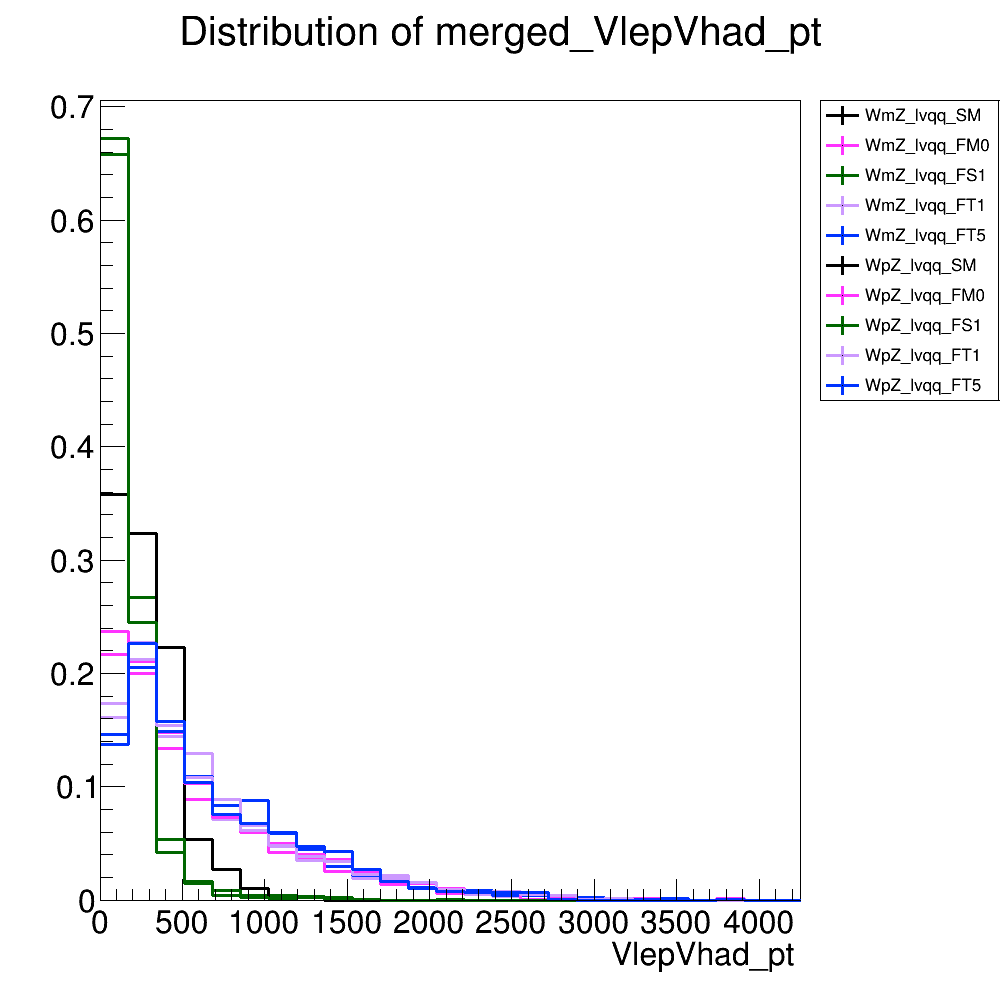 Distribution of merged_VlepVhad_pt
0.7
0.6
0.5
0.4
0.3
0.2
0.1
0
0 500 1000 1500 2000 2500 3000 3500 4000
VlepVhad_pt
WmZ_lvqq_SM
WmZ_lvqq_FM0
WmZ_lvqq_FS1
WmZ_lvqq_FT1
WmZ_lvqq_FT5
WpZ_lvqq_SM
WpZ_lvqq_FM0
WpZ_lvqq_FS1
WpZ_lvqq_FT1
WpZ_lvqq_FT5